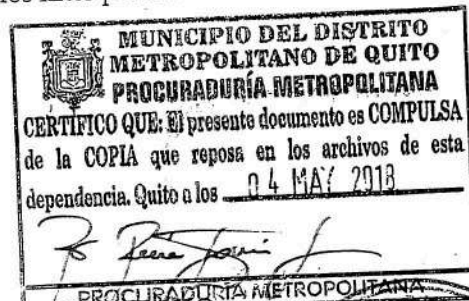 MUNICIPIO DEL DISTRITO
METROPOLITANO DE QUITO
PROCURADURÍA METROPOLITANA
CERTIFICO QUE: El presente documento es COMPULSA
de la COPIA que reposa en los archivos de esta
dependencia. Quito a los 04 MAY 2018
PROCURADURÍA METROPOLITANA